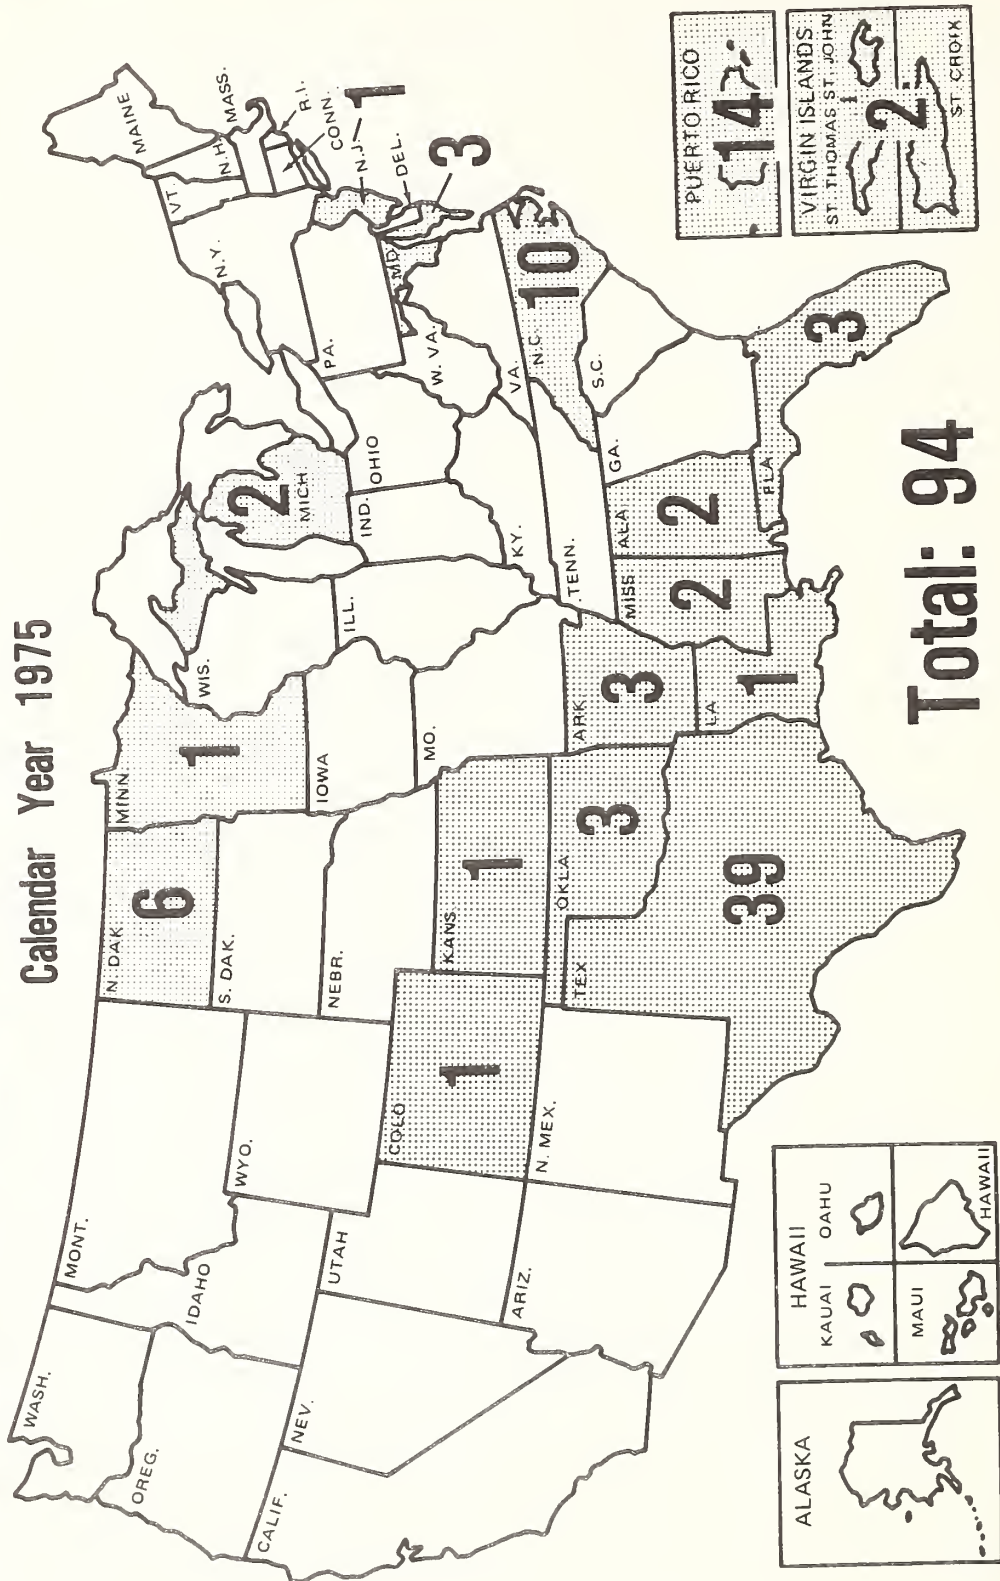 Calendar Year 1975
WASH.
OREG.
CALIF.
NEV.
IDAHO
MONT.
WYO.
UTAH
ARIZ.
COLO
1
N. MEX.
N. DAK
6
S. DAK.
NEBR.
KANS.
1
OKLA.
3
TEX
39
MINN
1
IOWA
MO.
ARK.
3
LA.
1
WIS.
ILL.
MICH
2
IND.
OHIO
KY.
TENN.
MISS
2
ALA
2
GA.
FLA
3
S.C.
N.C.
10
VA.
W. VA.
PA.
N.Y.
VT.
N.H.
MAINE
MASS.
R.I.
CONN.
N.J.
1
DEL.
MD.
3
ALASKA
HAWAII
KAUAI
OAHU
MAUI
HAWAII
Total: 94
PUERTO RICO
14
VIRGIN ISLANDS
ST THOMAS ST. JOHN
2
ST. CROIX